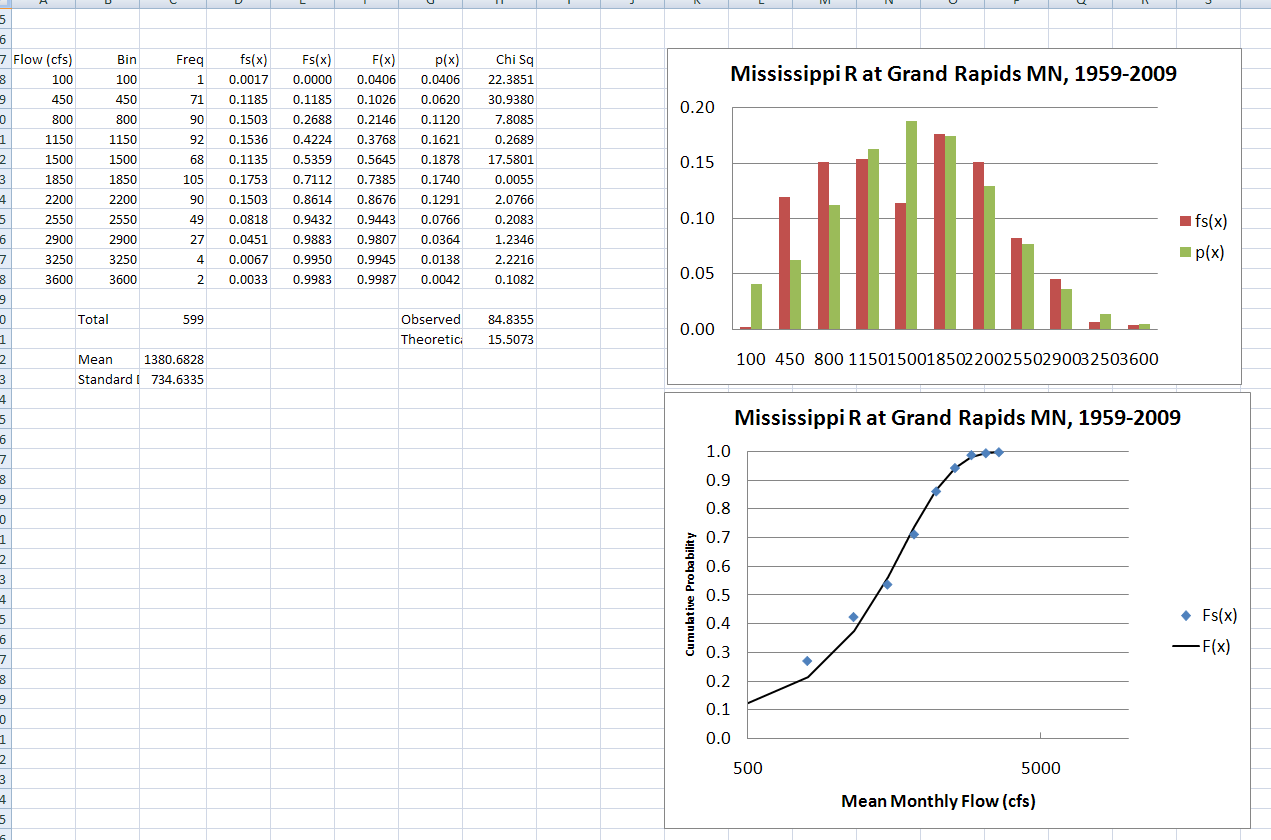 Flow (cfs) Bin Freq fs(x) Fs(x) F(x) p(x) Chi Sq
100 100 1 0.0017 0.0000 0.0406 0.0406 22.3851
450 450 71 0.1185 0.1185 0.1026 0.0620 30.9380
800 800 90 0.1503 0.2688 0.2146 0.1120 7.8085
1150 1150 92 0.1536 0.4224 0.3768 0.1621 0.2689
1500 1500 68 0.1135 0.5359 0.5645 0.1878 17.5801
1850 1850 105 0.1753 0.7112 0.7385 0.1740 0.0055
2200 2200 90 0.1503 0.8614 0.8676 0.1291 2.0766
2550 2550 49 0.0818 0.9432 0.9443 0.0766 0.2083
2900 2900 27 0.0451 0.9883 0.9807 0.0364 1.2346
3250 3250 4 0.0067 0.9950 0.9945 0.0138 2.2216
3600 3600 2 0.0033 0.9983 0.9987 0.0042 0.1082
Total 599 Observed 84.8355
Theoretica 15.5073
Mean 1380.6828
Standard D 734.6335
Mississippi R at Grand Rapids MN, 1959-2009
0.20
0.15
0.10
0.05
0.00
100 450 800 1150 1500 1850 2200 2550 2900 3250 3600
fs(x)
p(x)
Mississippi R at Grand Rapids MN, 1959-2009
Cumulative Probability
1.0
0.9
0.8
0.7
0.6
0.5
0.4
0.3
0.2
0.1
0.0
500 5000
Mean Monthly Flow (cfs)
Fs(x)
F(x)